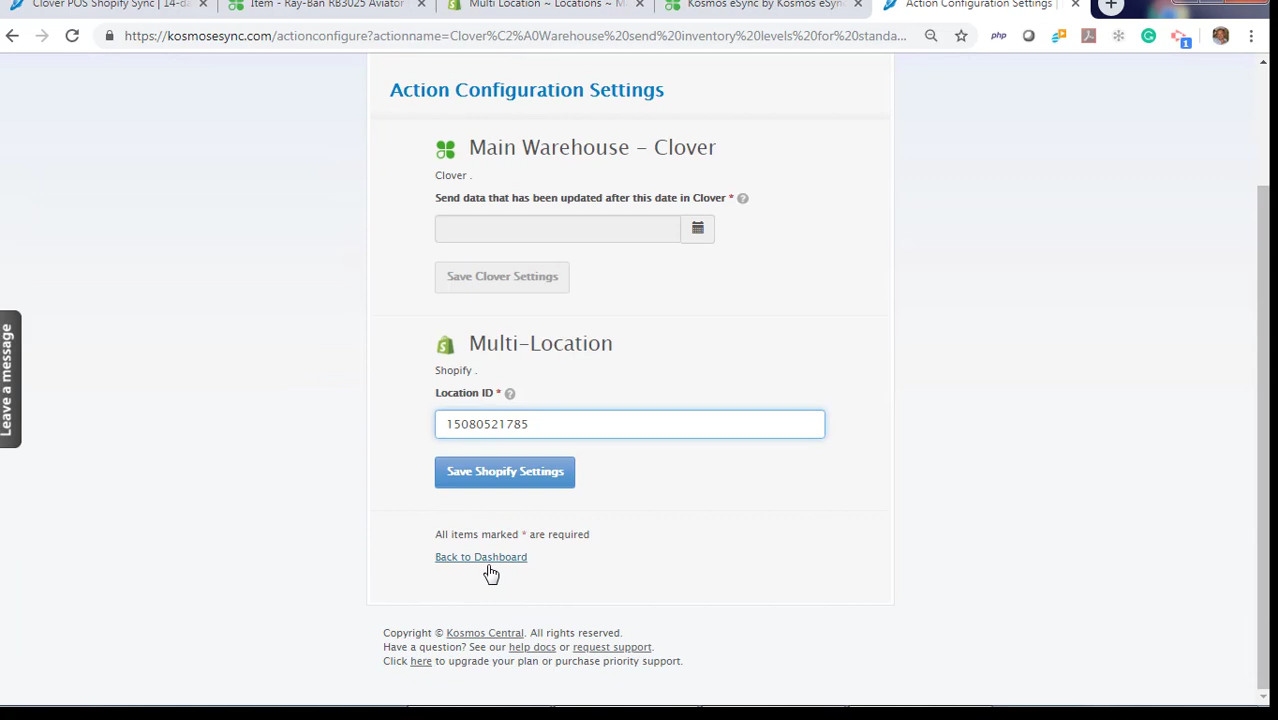 Clover POS Shopify Sync | 14-da
Item - Ray-Ban RB3025 Aviator
Multi Location ~ Locations ~ M
Kosmos eSync by Kosmos eSync
Action Configuration Settings |
https://kosmosesync.com/actionconfigure?actionname=Clover%C2%A0Warehouse%20send%20inventory%20levels%20for%20standa...
php
1
Action Configuration Settings
Main Warehouse - Clover
Clover .
Send data that has been updated after this date in Clover * ?
Save Clover Settings
Leave a message
Multi-Location
Shopify .
Location ID * ?
15080521785
Save Shopify Settings
All items marked * are required
Back to Dashboard
Copyright © Kosmos Central. All rights reserved.
Have a question? See our help docs or request support.
Click here to upgrade your plan or purchase priority support.